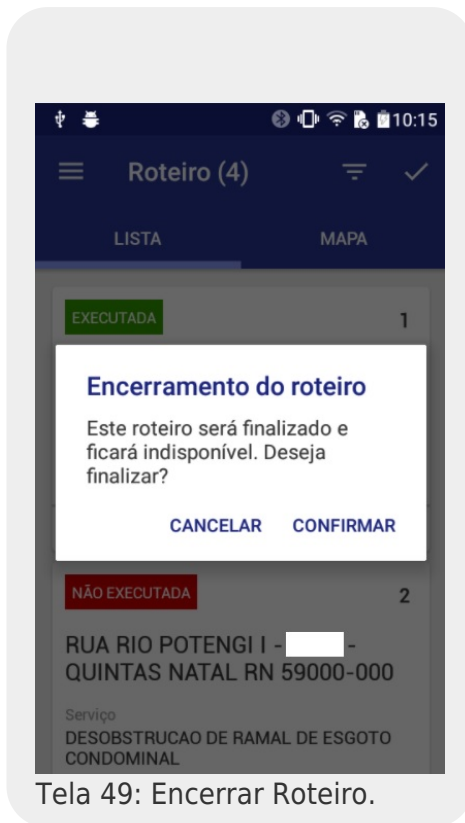 10:15
Roteiro (4)
LISTA MAPA
EXECUTADA 1
Encerramento do roteiro
Este roteiro será finalizado e
ficará indisponível. Deseja
finalizar?
CANCELAR CONFIRMAR
NÃO EXECUTADA 2
RUA RIO POTENGI I - -
QUINTAS NATAL RN 59000-000
Serviço
DESOBSTRUCAO DE RAMAL DE ESGOTO
CONDOMINAL
Tela 49: Encerrar Roteiro.